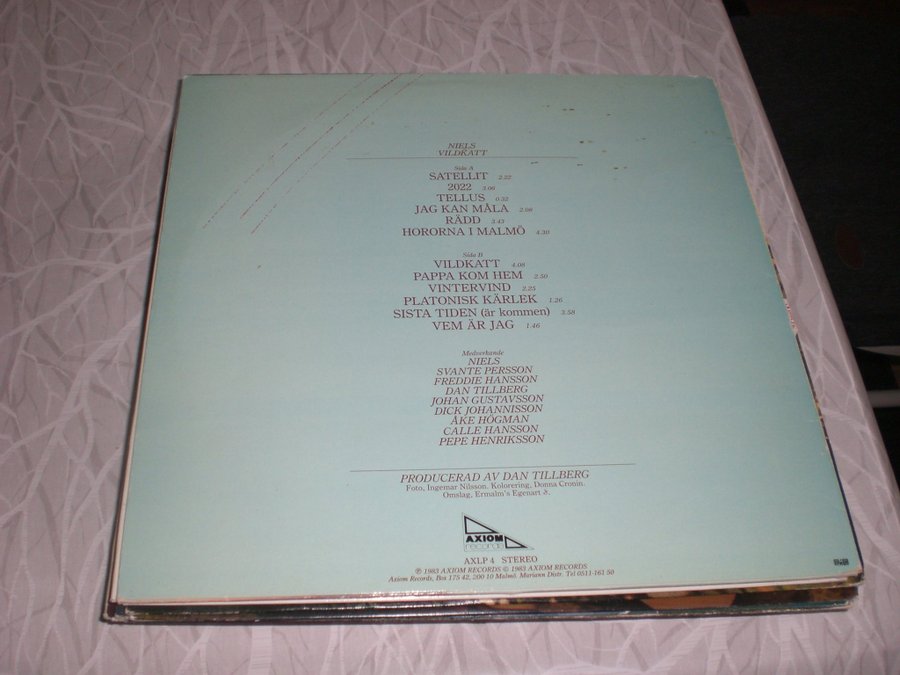 NIELS
VILDKATT
Sida A
SATELLIT 2.22
2022 3.06
TELLUS 0.32
JAG KAN MÅLA 2.08
RÄDD 3.43
HORORNA I MALMÖ 4.30
Sida B
VILDKATT 4.08
PAPPA KOM HEM 2.50
VINTERVIND 2.25
PLATONISK KÄRLEK 1.26
SISTA TIDEN (är kommen) 3.58
VEM ÄR JAG 1.46
Medverkande
NIELS
SVANTE PERSSON
FREDDIE HANSSON
DAN TILLBERG
JOHAN GUSTAVSSON
DICK JOHANNISSON
ÅKE HÖGMAN
CALLE HANSSON
PEPE HENRIKSSON
PRODUCERAD AV DAN TILLBERG
Foto, Ingemar Nilsson. Kolorering, Donna Cronin.
Omslag, Ermalm's Egenart
AXIOM
records
AXLP 4 STEREO
℗ 1983 AXIOM RECORDS © 1983 AXIOM RECORDS
Axiom Records, Box 175 42, 200 10 Malmö. Mariann Distr. Tel 0511-161 50